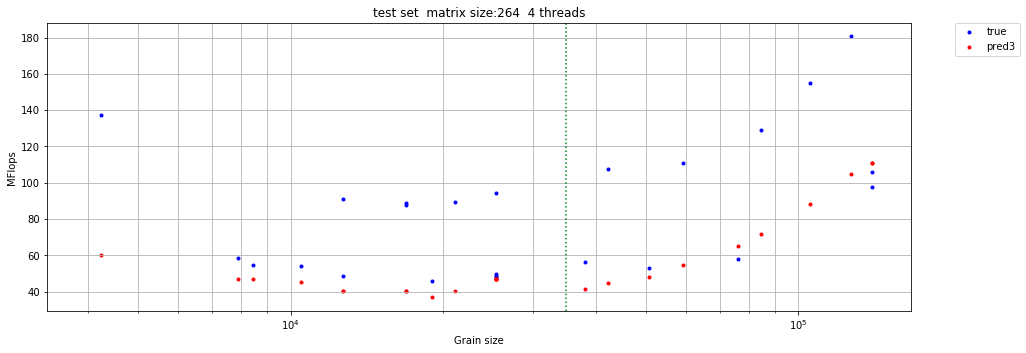 test set  matrix size:264  4 threads
true
pred3
MFlops
180
160
140
120
100
80
60
40
10⁴
10⁵
Grain size